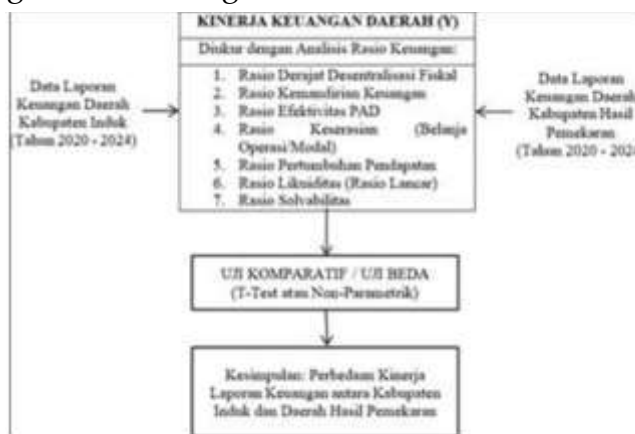 KINERJA KEUANGAN DAERAH (Y)
Diukur dengan Analisis Rasio Keuangan:
1. Rasio Derajat Desentralisasi Fiskal
2. Rasio Kemandirian Keuangan
3. Rasio Efektivitas PAD
4. Rasio Keserasian (Belanja
Operasi/Modal)
5. Rasio Pertumbuhan Pendapatan
6. Rasio Likuiditas (Rasio Lancar)
7. Rasio Solvabilitas
Data Laporan
Keuangan Daerah
Kabupaten Induk
(Tahun 2020 - 2024)
Data Laporan
Keuangan Daerah
Kabupaten Hasil
Pemekaran
(Tahun 2020 - 202
UJI KOMPARATIF / UJI BEDA
(T-Test atau Non-Parametrik)
Kesimpulan: Perbedaan Kinerja
Laporan Keuangan antara Kabupaten
Induk dan Daerah Hasil Pemekaran